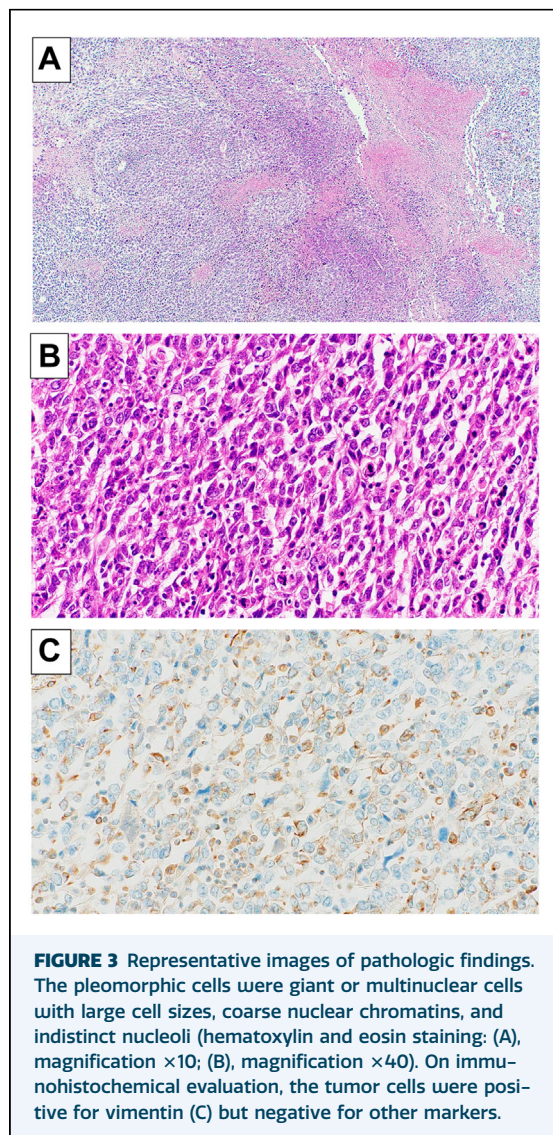 A
B
C
FIGURE 3 Representative images of pathologic findings.
The pleomorphic cells were giant or multinuclear cells
with large cell sizes, coarse nuclear chromatins, and
indistinct nucleoli (hematoxylin and eosin staining: (A),
magnification ×10; (B), magnification ×40). On immu-
nohistochemical evaluation, the tumor cells were posi-
tive for vimentin (C) but negative for other markers.